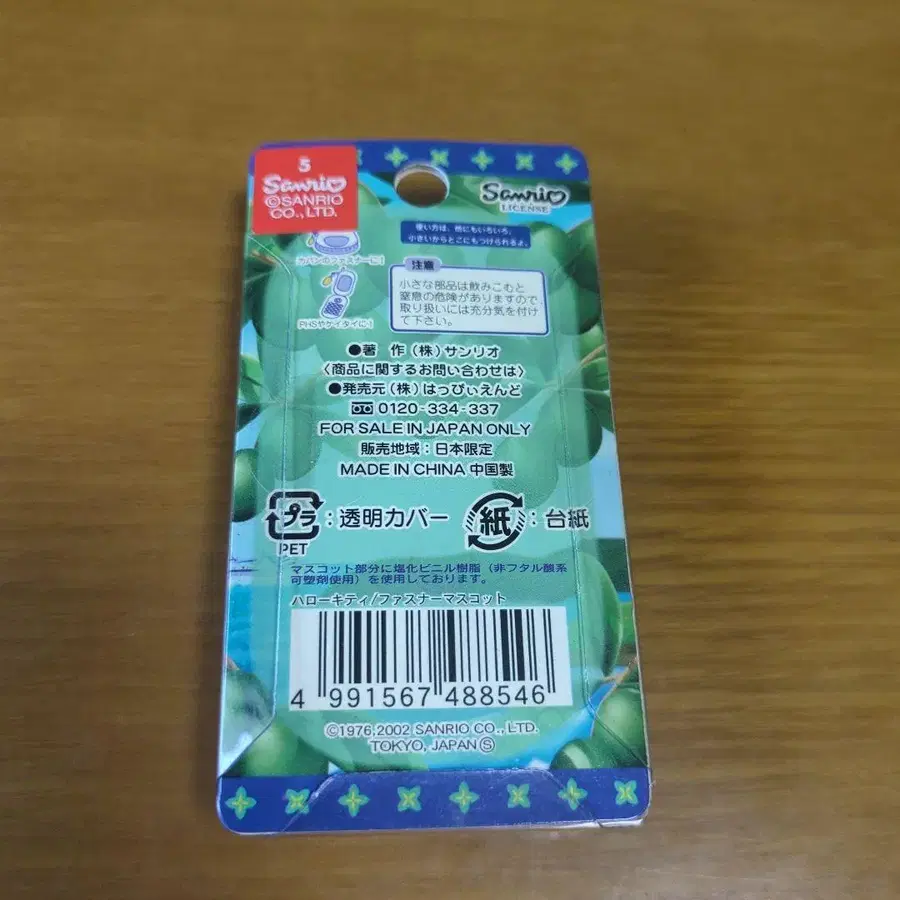 5
Sanrio
©SANRIO
CO., LTD.
Sanrio
LICENSE
使い方は、他にもいろいろ。
小さいからどこにもつけられるよ。
カバンのファスナーに!
PHSやケイタイに!
注意
小さな部品は飲みこむと
窒息の危険がありますので
取り扱いには充分気を付け
て下さい。
●著 作(株)サンリオ
〈商品に関するお問い合わせは〉
●発売元(株)はっぴぃえんど
0120-334-337
FOR SALE IN JAPAN ONLY
販売地域:日本限定
MADE IN CHINA 中国製
プラ:透明カバー
PET
紙:台紙
マスコット部分に塩化ビニル樹脂(非フタル酸系
可塑剤使用)を使用しております。
ハローキティ/ファスナーマスコット
4 991567 488546
©1976,2002 SANRIO CO., LTD.
TOKYO, JAPAN Ⓢ